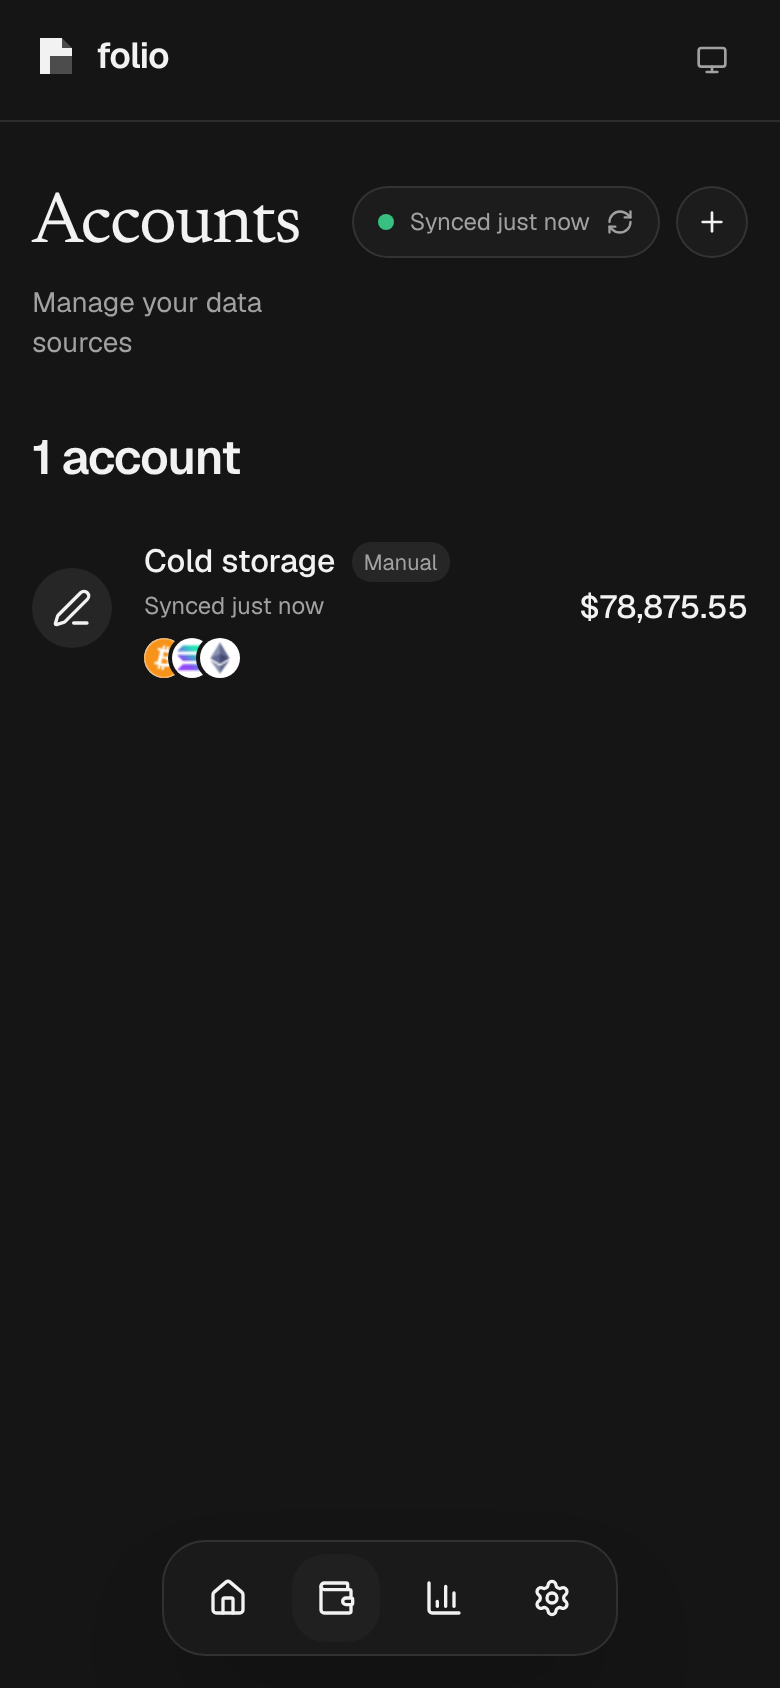 folio
Accounts
Synced just now
Manage your data
sources
1 account
Cold storage
Manual
Synced just now
$78,875.55